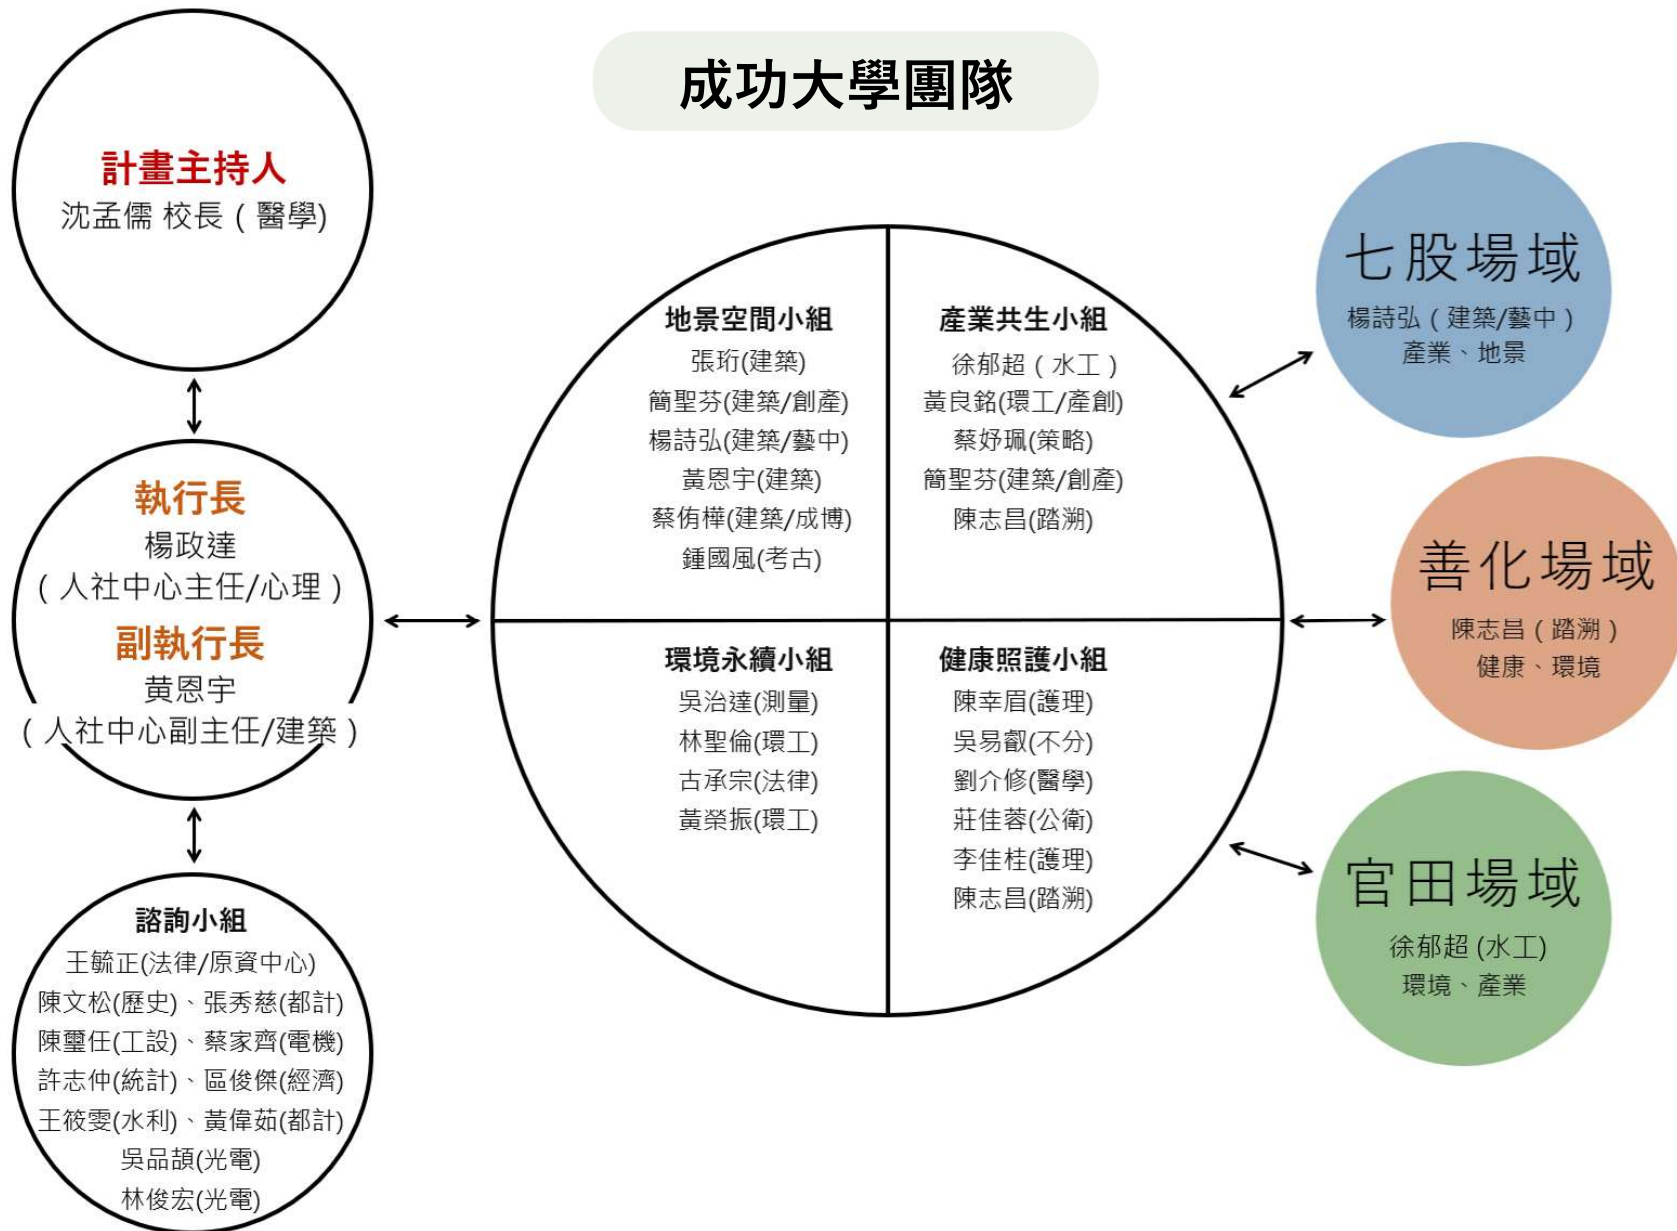 成功大學團隊
計畫主持人
沈孟儒 校長 ( 醫學)
執行長
楊政達
( 人社中心主任/心理 )
副執行長
黃恩宇
( 人社中心副主任/建築 )
諮詢小組
王毓正(法律/原資中心)
陳文松(歷史)、張秀慈(都計)
陳璽任(工設)、蔡家齊(電機)
許志仲(統計)、區俊傑(經濟)
王筱雯(水利)、黃偉茹(都計)
吳品頡(光電)
林俊宏(光電)
地景空間小組
張珩(建築)
簡聖芬(建築/創產)
楊詩弘(建築/藝中)
黃恩宇(建築)
蔡侑樺(建築/成博)
鍾國風(考古)
產業共生小組
徐郁超 ( 水工 )
黃良銘(環工/產創)
蔡妤珮(策略)
簡聖芬(建築/創產)
陳志昌(踏溯)
環境永續小組
吳治達(測量)
林聖倫(環工)
古承宗(法律)
黃榮振(環工)
健康照護小組
陳幸眉(護理)
吳易叡(不分)
劉介修(醫學)
莊佳蓉(公衛)
李佳桂(護理)
陳志昌(踏溯)
七股場域
楊詩弘 ( 建築/藝中 )
產業、地景
善化場域
陳志昌 ( 踏溯 )
健康、環境
官田場域
徐郁超 (水工)
環境、產業